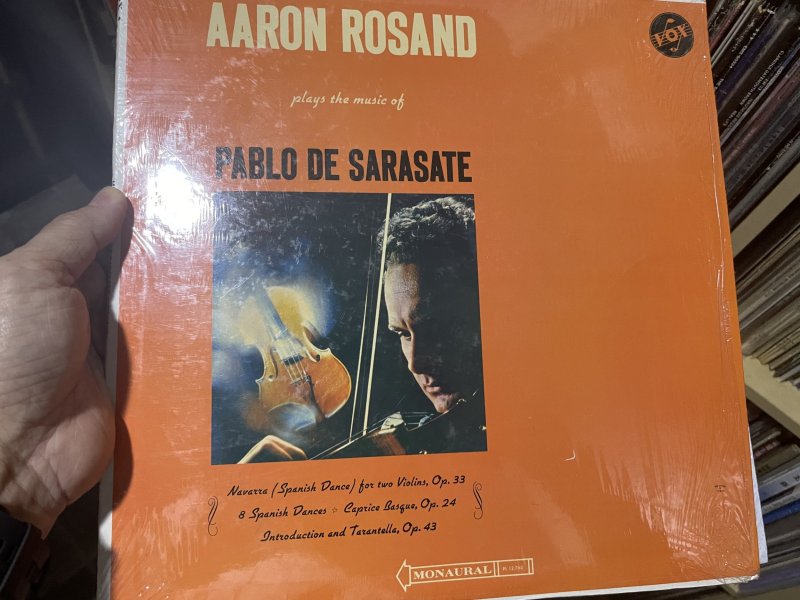 AARON ROSAND
VOX
plays the music of
PABLO DE SARASATE
Navarra (Spanish Dance) for two Violins, Op. 33
8 Spanish Dances ☆ Caprice Basque, Op. 24
Introduction and Tarantella, Op. 43
MONAURAL